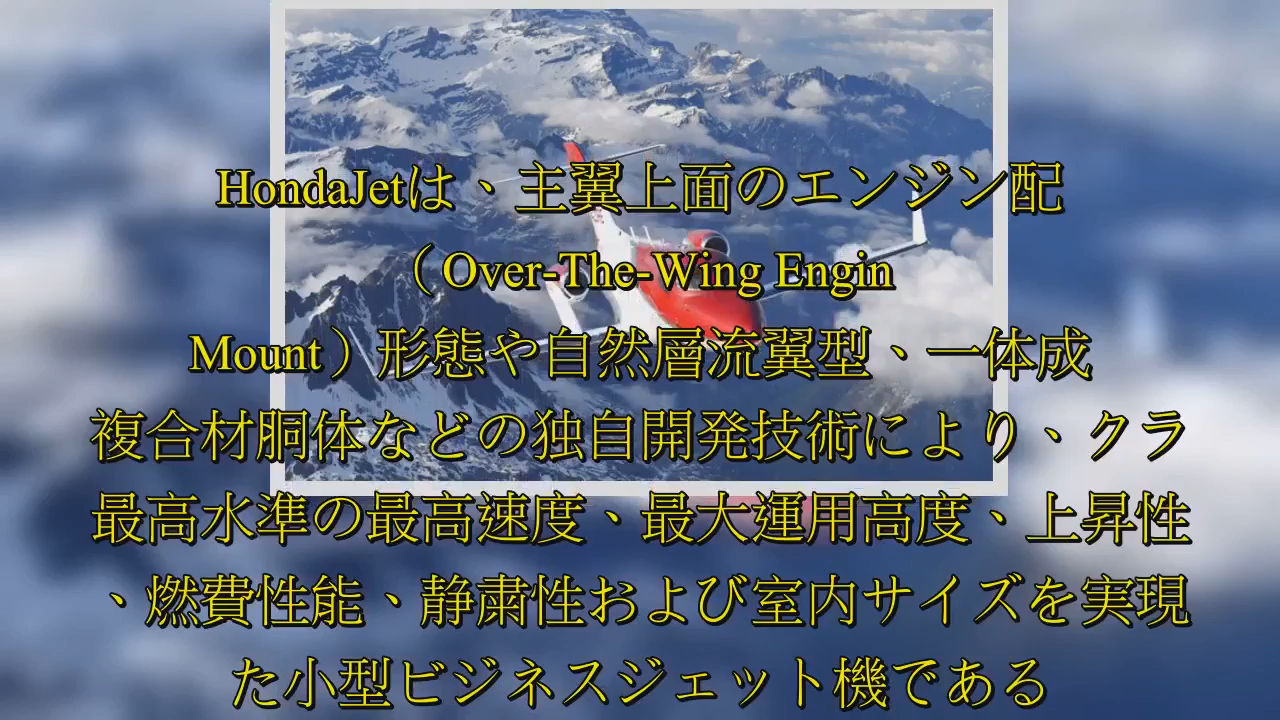 HondaJetは、主翼上面のエンジン配
（Over-The-Wing Engin
Mount）形態や自然層流翼型、一体成
複合材胴体などの独自開発技術により、クラ
最高水準の最高速度、最大運用高度、上昇性
、燃費性能、静粛性および室内サイズを実現
た小型ビジネスジェット機である